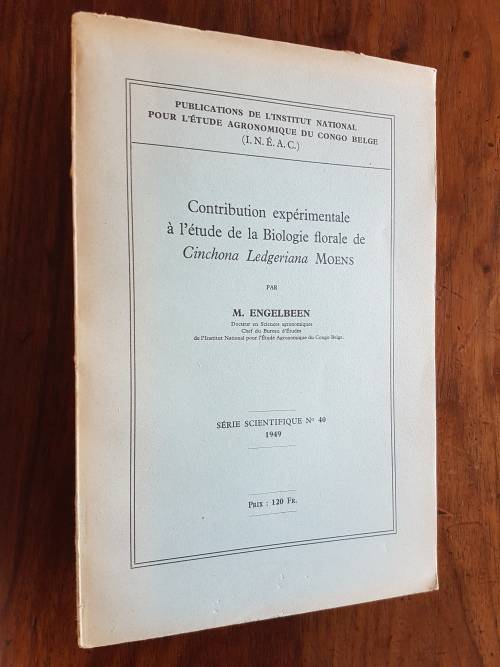 PUBLICATIONS DE L'INSTITUT NATIONAL
POUR L'ÉTUDE AGRONOMIQUE DU CONGO BELGE
(I. N. É. A. C.)
Contribution expérimentale
à l'étude de la Biologie florale de
Cinchona Ledgeriana MOENS
PAR
M. ENGELBEEN
Docteur en Sciences agronomiques
Chef du Bureau d'Études
de l'Institut National pour l'Étude Agronomique du Congo Belge.
SÉRIE SCIENTIFIQUE N° 40
1949
PRIX : 120 FR.